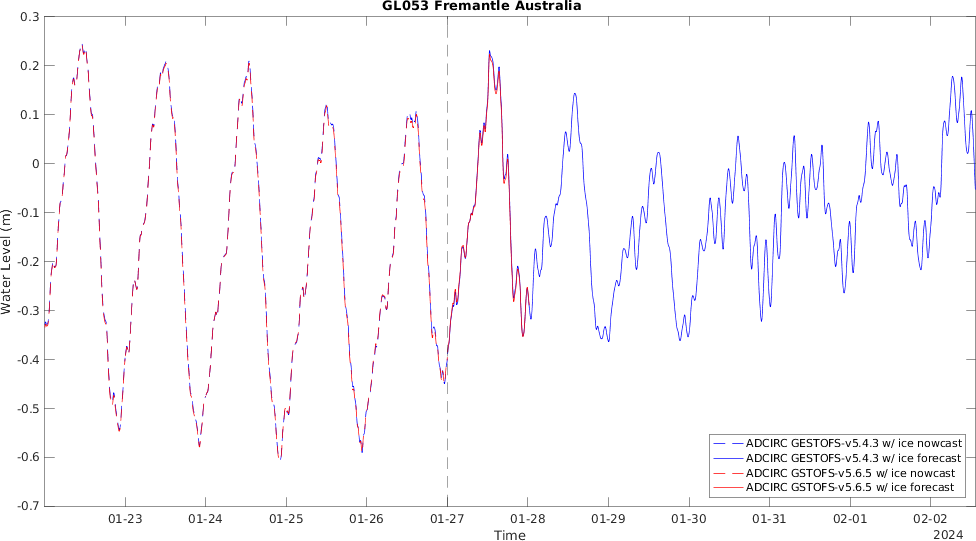 GL053 Fremantle Australia
0.3
0.2
0.1
0
-0.1
-0.2
-0.3
-0.4
-0.5
-0.6
-0.7
Water Level (m)
01-23 01-24 01-25 01-26 01-27 01-28 01-29 01-30 01-31 02-01 02-02
2024
Time
ADCIRC GESTOFS-v5.4.3 w/ ice nowcast
ADCIRC GESTOFS-v5.4.3 w/ ice forecast
ADCIRC GSTOFS-v5.6.5 w/ ice nowcast
ADCIRC GSTOFS-v5.6.5 w/ ice forecast